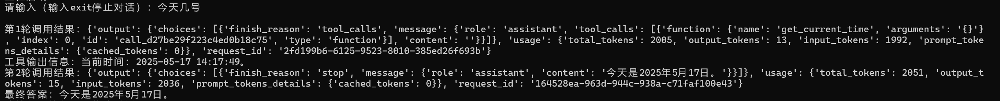 请输入（输入exit停止对话）: 今天几号
第1轮调用结果: {'output': {'choices': [{'finish_reason': 'tool_calls', 'message': {'role': 'assistant', 'tool_calls': [{'function': {'name': 'get_current_time', 'arguments': '{}'}
, 'index': 0, 'id': 'call_d27be29f223c4ed0b18c75', 'type': 'function'}], 'content': ''}}]}, 'usage': {'total_tokens': 2005, 'output_tokens': 13, 'input_tokens': 1992, 'prompt_toke
ns_details': {'cached_tokens': 0}}, 'request_id': '2fd199b6-6125-9523-8010-385ed26f693b'}
工具输出信息: 当前时间: 2025-05-17 14:17:49。
第2轮调用结果: {'output': {'choices': [{'finish_reason': 'stop', 'message': {'role': 'assistant', 'content': '今天是2025年5月17日。'}}]}, 'usage': {'total_tokens': 2051, 'output_t
okens': 15, 'input_tokens': 2036, 'prompt_tokens_details': {'cached_tokens': 0}}, 'request_id': '164528ea-963d-944c-938a-c71faf100e43'}
最终答案: 今天是2025年5月17日。